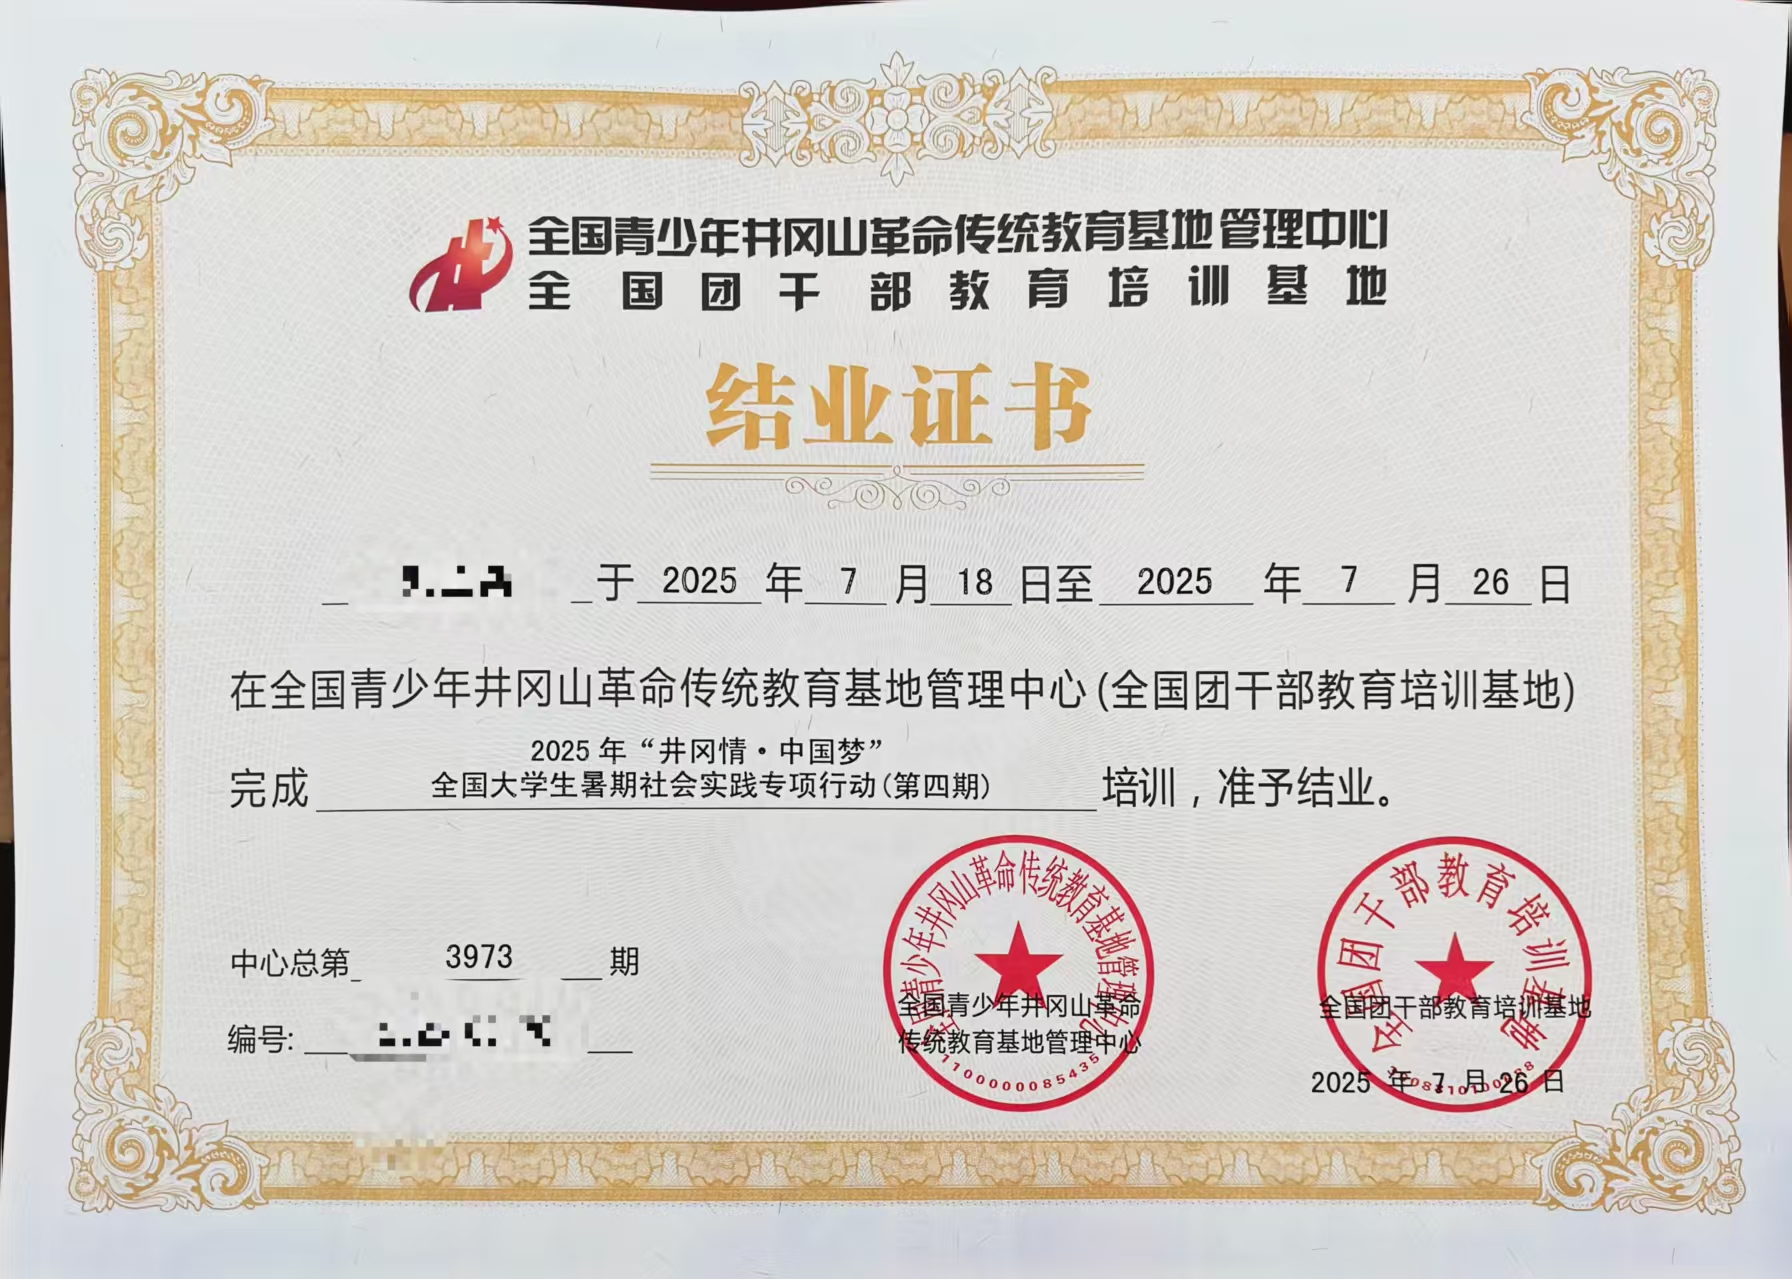 全国青少年井冈山革命传统教育基地管理中心
全国团干部教育培训基地
结业证书
于 2025 年 7 月 18 日至 2025 年 7 月 26 日
在全国青少年井冈山革命传统教育基地管理中心(全国团干部教育培训基地)
2025 年“井冈情·中国梦”
完成 全国大学生暑期社会实践专项行动(第四期) 培训，准予结业。
中心总第 3973 期
编号:
全国青少年井冈山革命传统教育基地管理中心
全国青少年井冈山革命
传统教育基地管理中心
1100000085435
全国团干部教育培训基地
全国团干部教育培训基地
2025 年 7 月 26 日